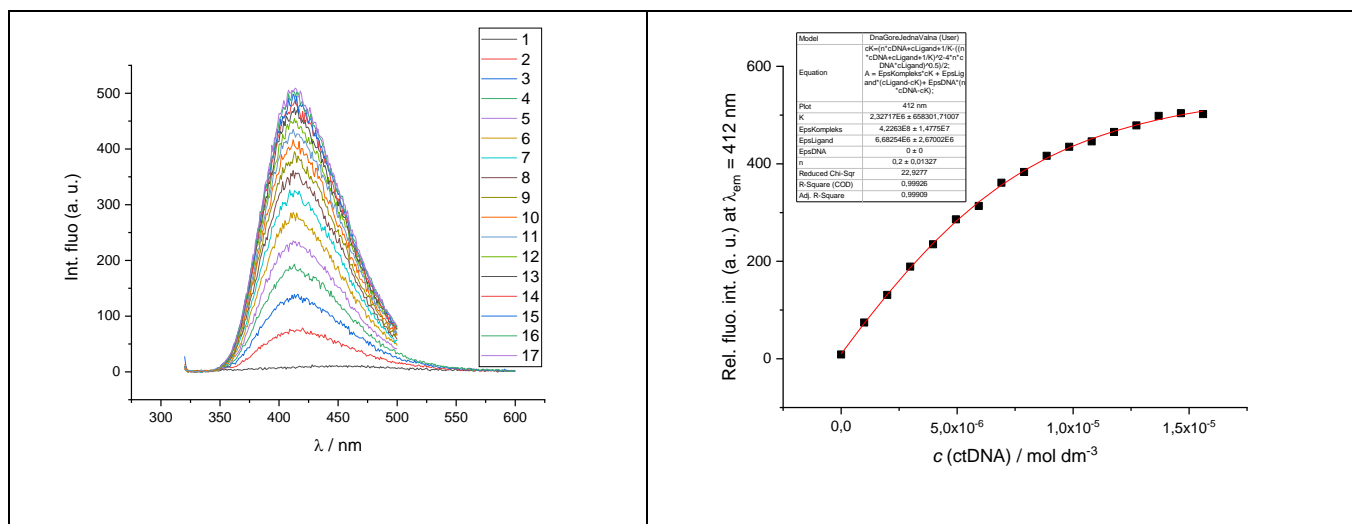 1
2
3
4
5
6
7
8
9
10
11
12
13
14
15
16
17
500
400
300
200
100
0
Int. fluo (a. u.)
300 350 400 450 500 550 600
λ / nm
Model DnaGoreJednaValna (User)
Equation
cK=(n*cDNA+cLigand+1/K-((n
*cDNA+cLigand+1/K)^2-4*n*c
DNA*cLigand)^0.5)/2;
A = EpsKompleks*cK + EpsLig
and*(cLigand-cK)+ EpsDNA*(n
*cDNA-cK);
Plot 412 nm
K 2,32717E6 ± 658301,71007
EpsKompleks 4,2263E8 ± 1,4775E7
EpsLigand 6,68254E6 ± 2,67002E6
EpsDNA 0 ± 0
n 0,2 ± 0,01327
Reduced Chi-Sqr 22,9277
R-Square (COD) 0,99926
Adj. R-Square 0,99909
600
400
200
0
Rel. fluo. int. (a. u.) at λem = 412 nm
0,0 5,0x10-6 1,0x10-5 1,5x10-5
c (ctDNA) / mol dm-3